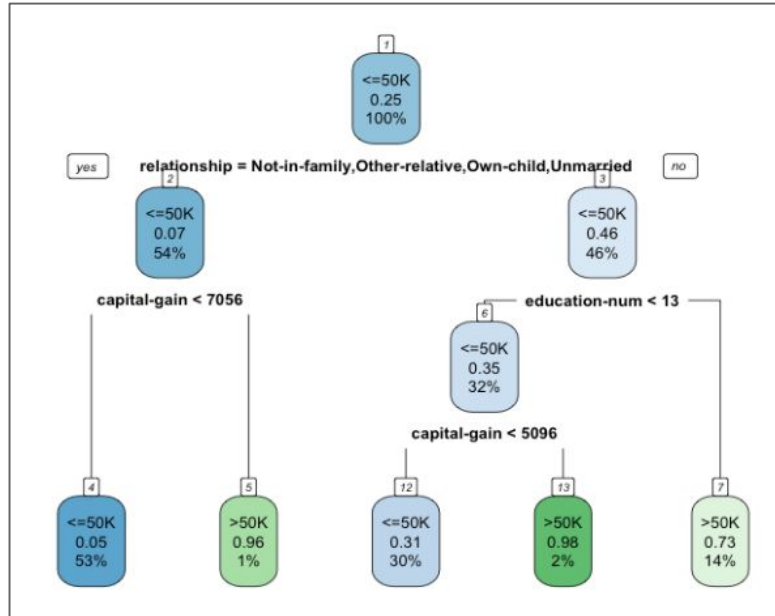 1
<=50K
0.25
100%
yes
relationship = Not-in-family,Other-relative,Own-child,Unmarried
no
2
<=50K
0.07
54%
3
<=50K
0.46
46%
capital-gain < 7056
education-num < 13
6
<=50K
0.35
32%
capital-gain < 5096
4
<=50K
0.05
53%
5
>50K
0.96
1%
12
<=50K
0.31
30%
13
>50K
0.98
2%
7
>50K
0.73
14%